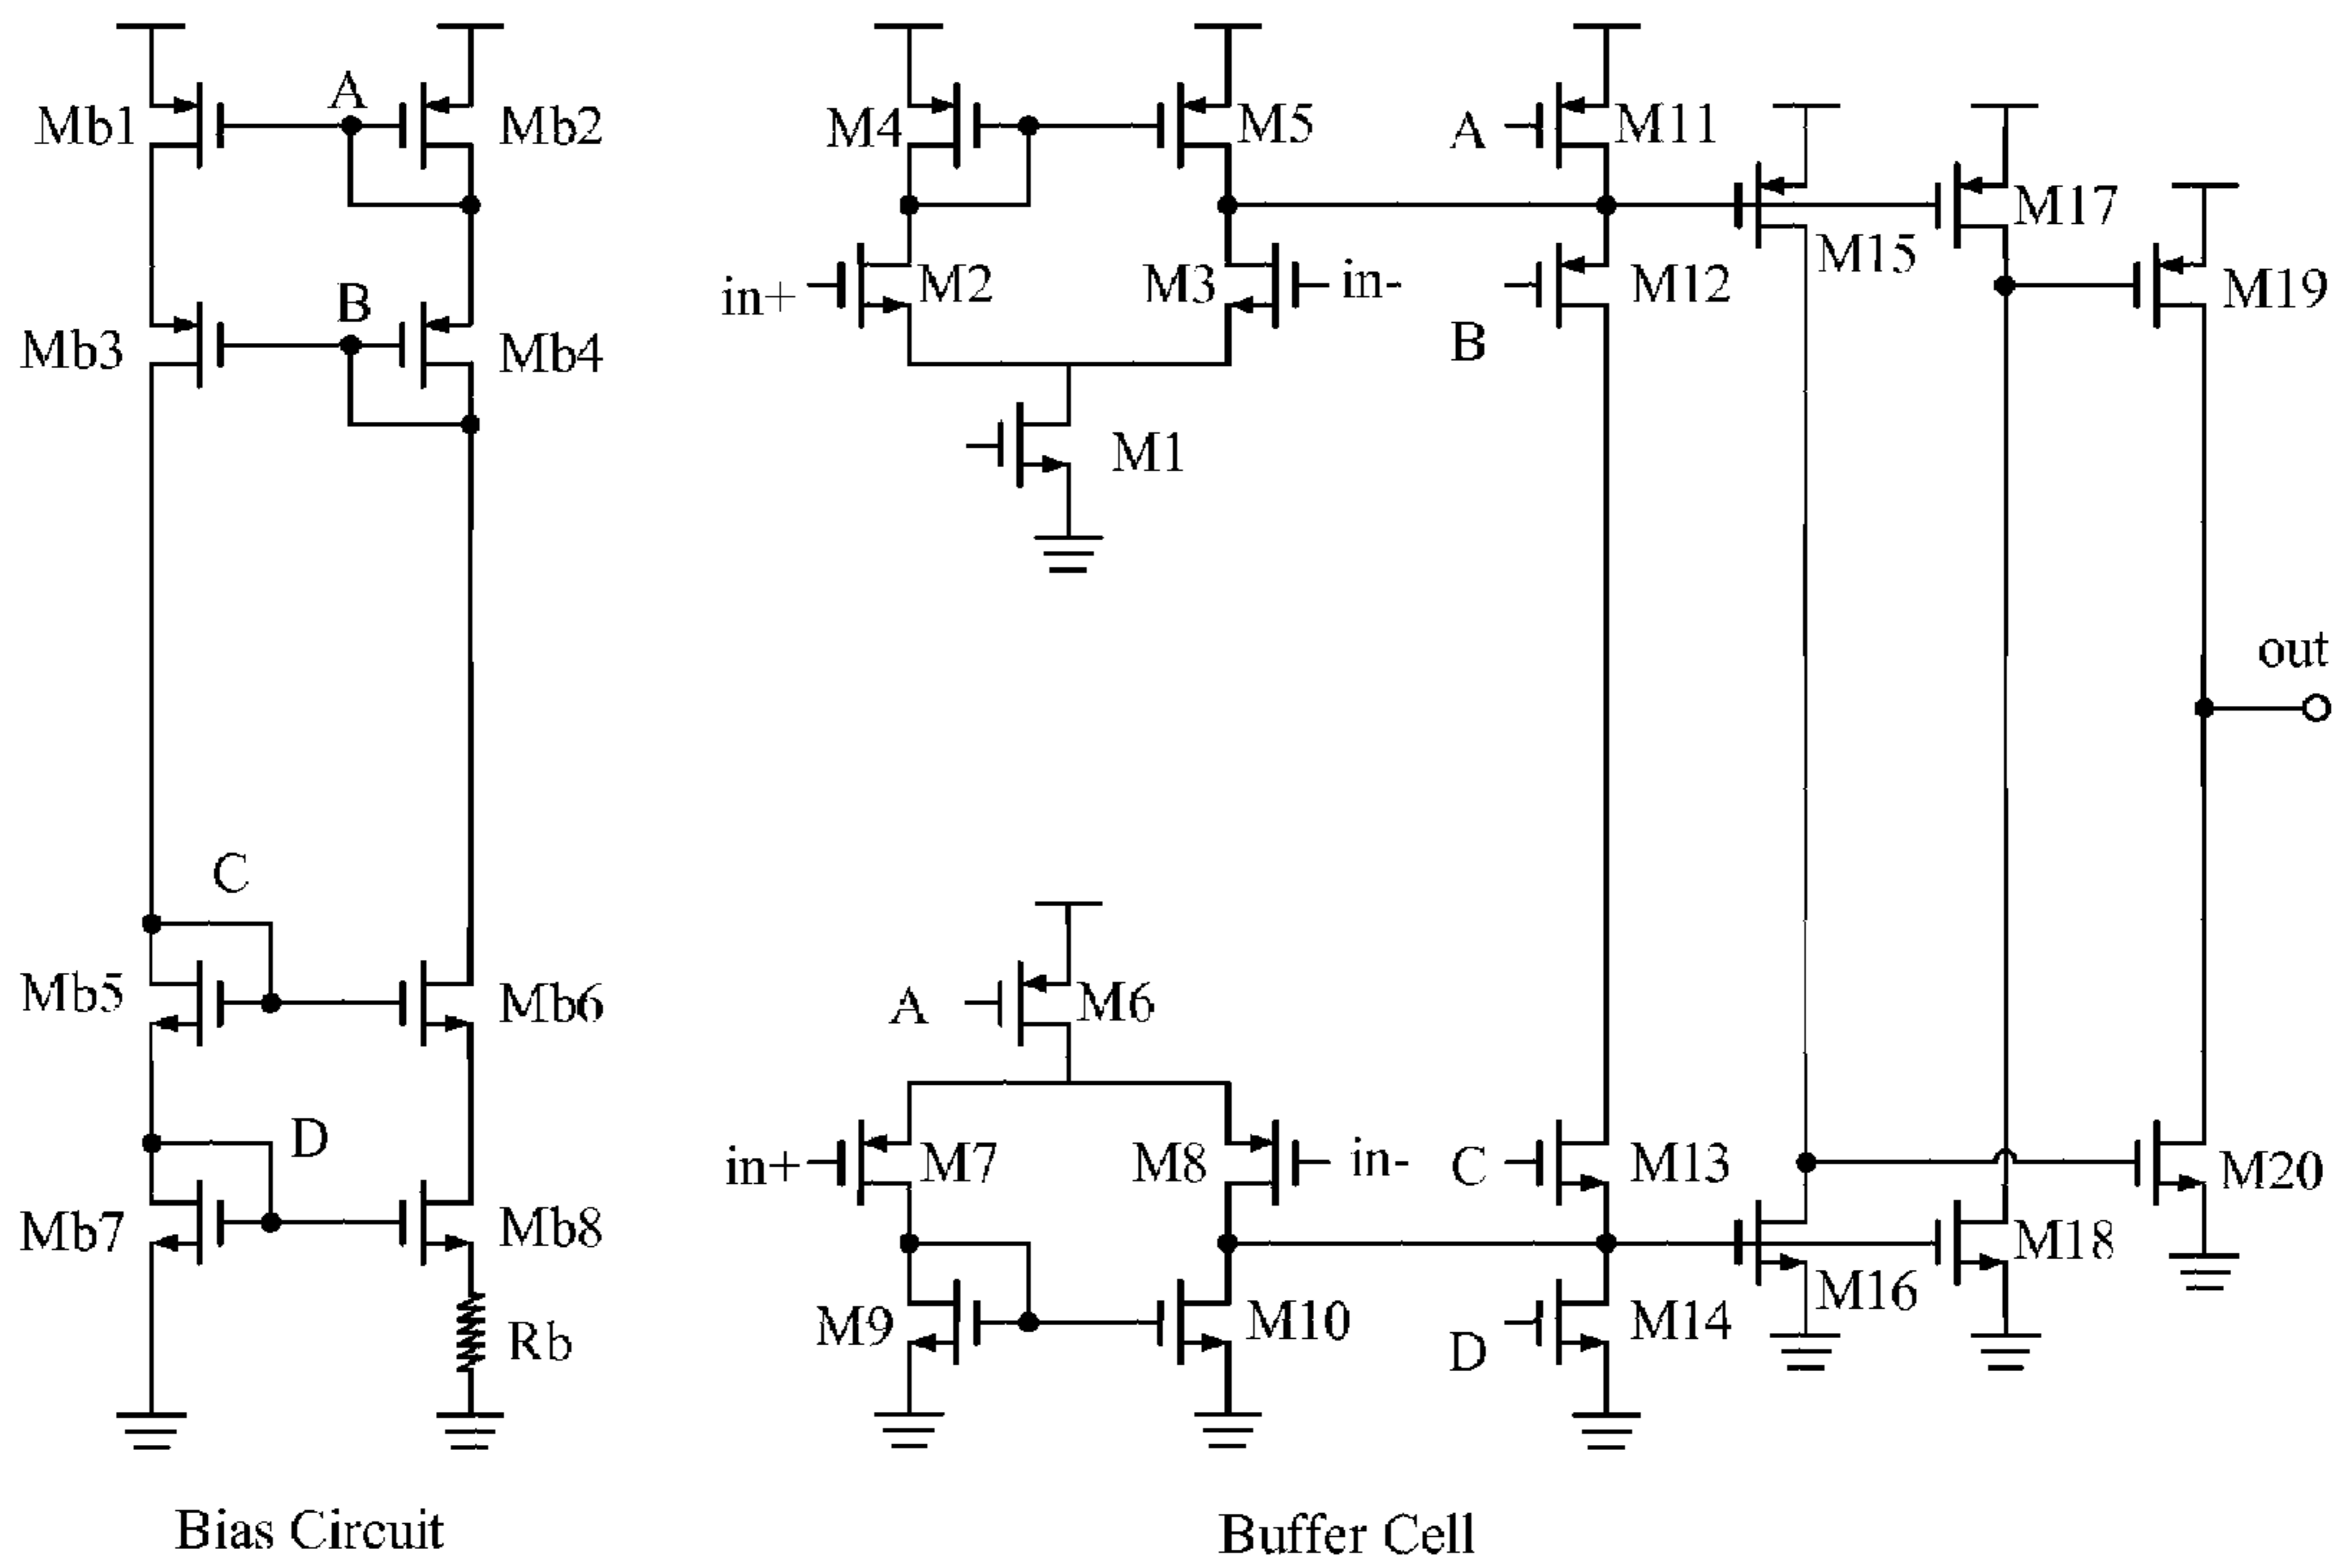 Mb1
A
Mb2
M4
M5
A
M11
M15
M17
M19
Mb3
B
Mb4
in+
M2
M3
in-
B
M12
M1
out
C
Mb5
Mb6
A
M6
D
Mb7
Mb8
Rb
in+
M7
M8
in-
C
M13
M20
M9
M10
D
M14
M16
M18
Bias Circuit
Buffer Cell